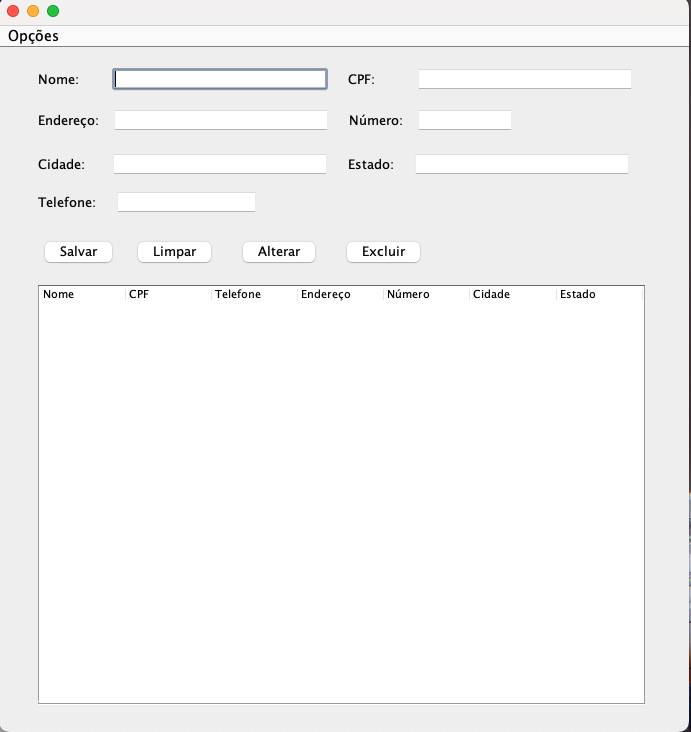 Opções
Nome: CPF:
Endereço: Número:
Cidade: Estado:
Telefone:
Salvar Limpar Alterar Excluir
Nome CPF Telefone Endereço Número Cidade Estado